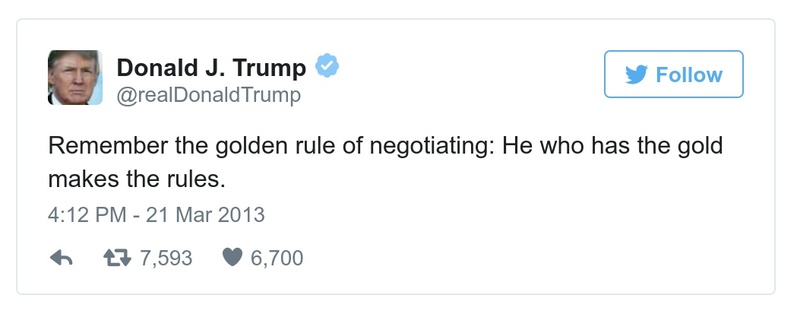 Donald J. Trump
@realDonaldTrump
Follow
Remember the golden rule of negotiating: He who has the gold
makes the rules.
4:12 PM - 21 Mar 2013
7,593 6,700